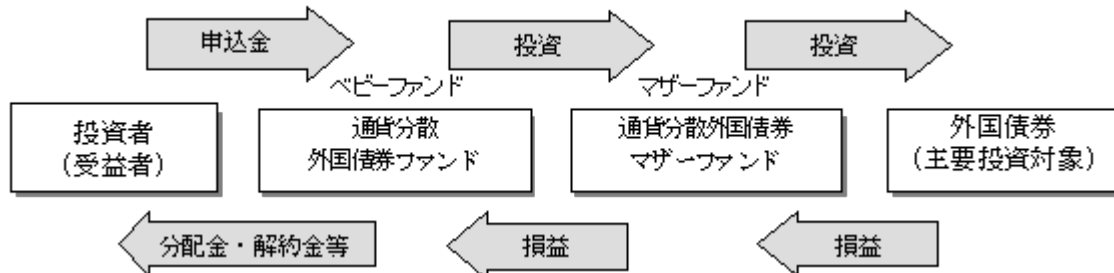 申込金
投資
投資
ベビーファンド
マザーファンド
投資者
（受益者）
通貨分散
外国債券ファンド
通貨分散外国債券
マザーファンド
外国債券
（主要投資対象）
分配金・解約金等
損益
損益